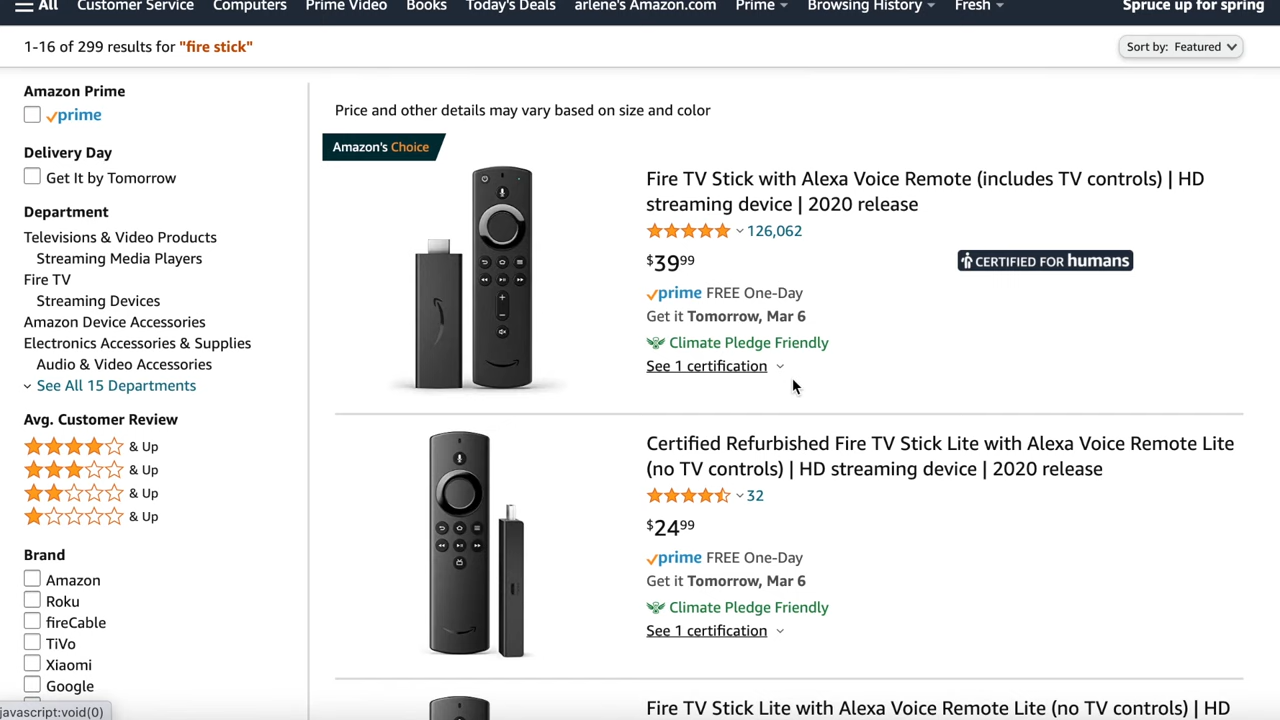 All Customer Service Computers Prime Video Books Today's Deals arlene's Amazon.com Prime Browsing History Fresh Spruce up for spring
1-16 of 299 results for "fire stick"
Sort by: Featured
Amazon Prime
prime
Delivery Day
Get It by Tomorrow
Department
Televisions & Video Products
Streaming Media Players
Fire TV
Streaming Devices
Amazon Device Accessories
Electronics Accessories & Supplies
Audio & Video Accessories
See All 15 Departments
Avg. Customer Review
& Up
& Up
& Up
& Up
Brand
Amazon
Roku
fireCable
TiVo
Xiaomi
Google
javascript:void(0)
Price and other details may vary based on size and color
Amazon's Choice
Fire TV Stick with Alexa Voice Remote (includes TV controls) | HD
streaming device | 2020 release
126,062
$3999
CERTIFIED FOR humans
prime FREE One-Day
Get it Tomorrow, Mar 6
Climate Pledge Friendly
See 1 certification
Certified Refurbished Fire TV Stick Lite with Alexa Voice Remote Lite
(no TV controls) | HD streaming device | 2020 release
32
$2499
prime FREE One-Day
Get it Tomorrow, Mar 6
Climate Pledge Friendly
See 1 certification
Fire TV Stick Lite with Alexa Voice Remote Lite (no TV controls) | HD